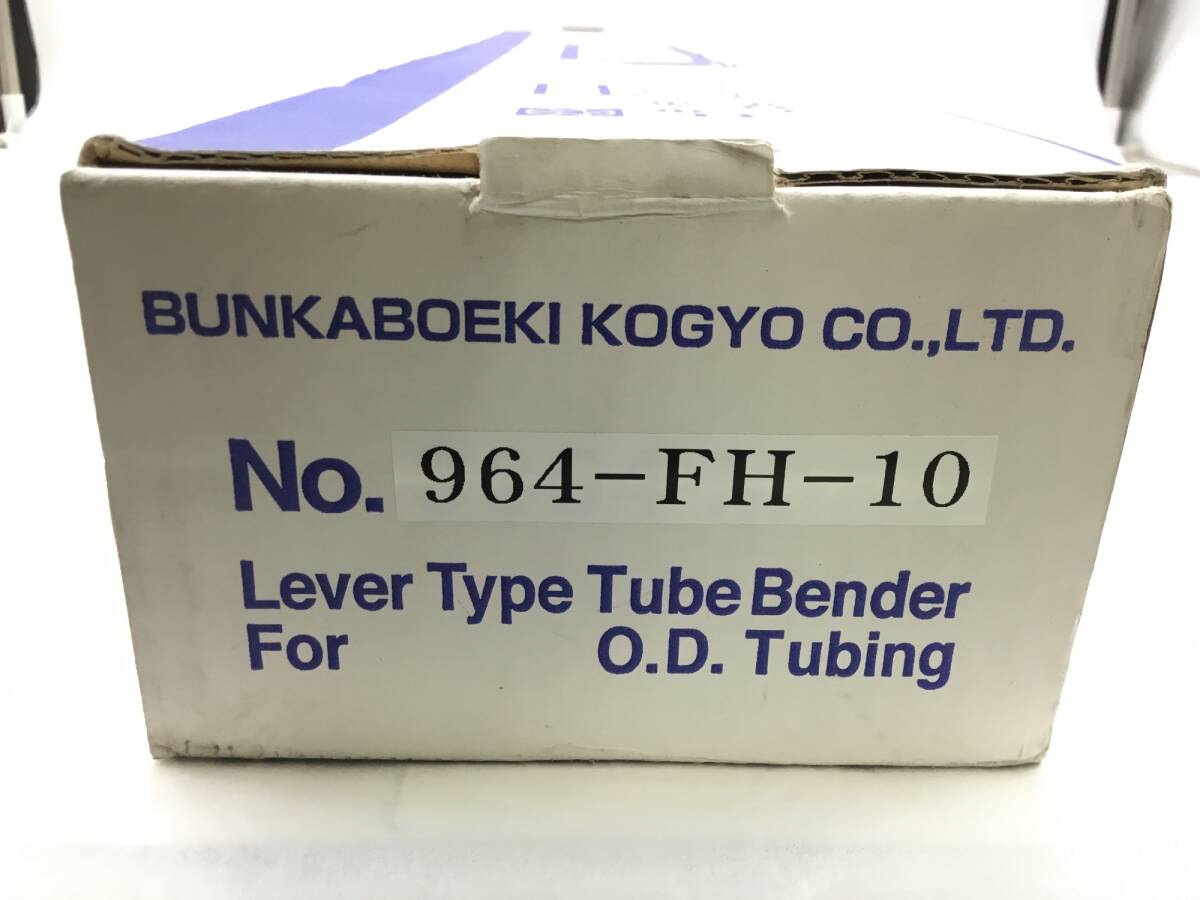 BUNKABOEKI KOGYO CO.,LTD.
No. 964-FH-10
Lever Type Tube Bender
For O.D. Tubing